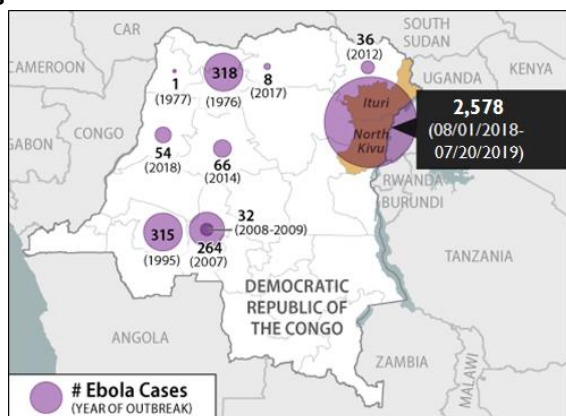 CAR
SOUTH
SUDAN
CAMEROON
1
(1977)
318
(1976)
8
(2017)
36
(2012)
UGANDA
KENYA
Ituri
North
Kivu
2,578
(08/01/2018-
07/20/2019)
GABON
CONGO
54
(2018)
66
(2014)
RWANDA
BURUNDI
315
(1995)
32
(2008-2009)
264
(2007)
TANZANIA
DEMOCRATIC
REPUBLIC OF
THE CONGO
ANGOLA
ZAMBIA
MALAWI
# Ebola Cases
(YEAR OF OUTBREAK)